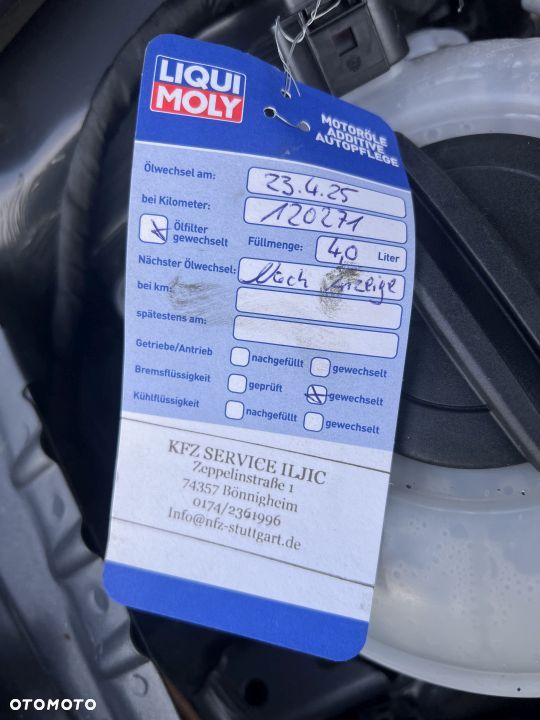 LIQUI
MOLY
MOTORÖLE
ADDITIVE
AUTOPFLEGE
Ölwechsel am: 23.4.25
bei Kilometer: 120271
Ölfilter
gewechselt Füllmenge: 4,0 Liter
Nächster Ölwechsel: Nach Anzeige
bei km:
spätestens am:
Getriebe/Antrieb nachgefüllt gewechselt
Bremsflüssigkeit geprüft gewechselt
Kühlflüssigkeit nachgefüllt gewechselt
KFZ SERVICE ILJIC
Zeppelinstraße 1
74357 Bönnigheim
0174/2361996
Info@nfz-stuttgart.de
OTOMOTO